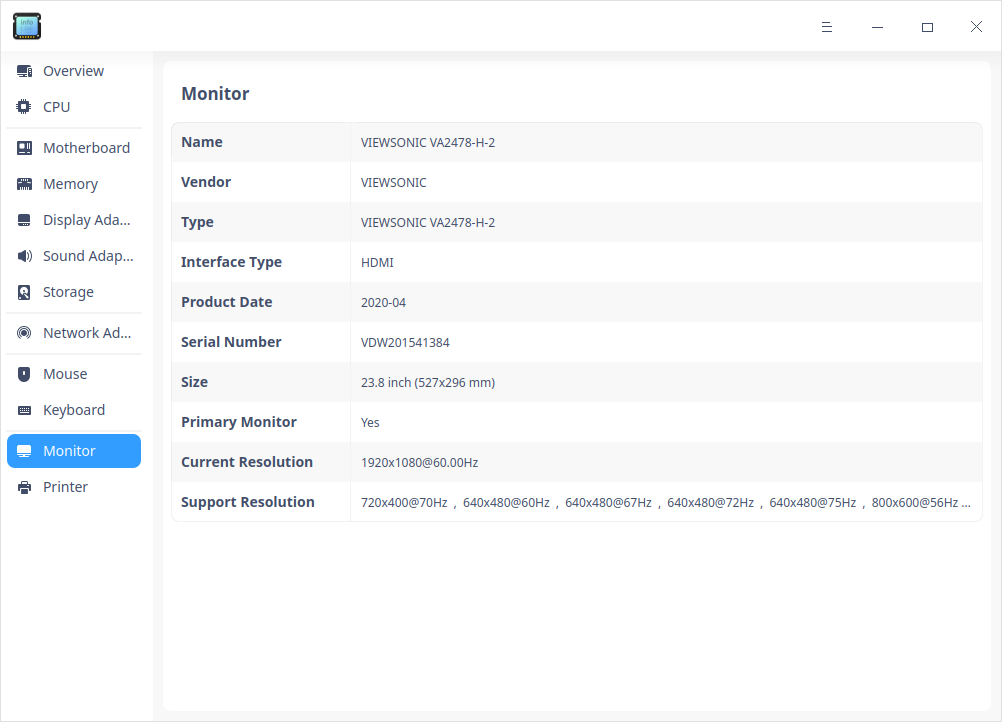 info
Overview
CPU
Motherboard
Memory
Display Ada...
Sound Adap...
Storage
Network Ad...
Mouse
Keyboard
Monitor
Printer
Monitor
Name VIEWSONIC VA2478-H-2
Vendor VIEWSONIC
Type VIEWSONIC VA2478-H-2
Interface Type HDMI
Product Date 2020-04
Serial Number VDW201541384
Size 23.8 inch (527x296 mm)
Primary Monitor Yes
Current Resolution 1920x1080@60.00Hz
Support Resolution 720x400@70Hz , 640x480@60Hz , 640x480@67Hz , 640x480@72Hz , 640x480@75Hz , 800x600@56Hz ...